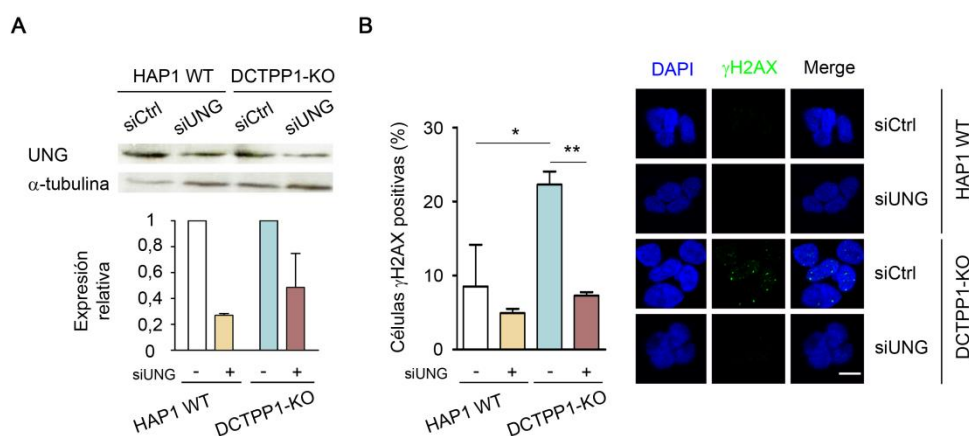 A
HAP1 WT DCTPP1-KO
siCtrl siUNG siCtrl siUNG
UNG
α-tubulina
Expresión relativa
1
0,8
0,6
0,4
0,2
0
siUNG - + - +
HAP1 WT DCTPP1-KO
B
Células γH2AX positivas (%)
30
20
10
0
* **
siUNG - + - +
HAP1 WT DCTPP1-KO
DAPI γH2AX Merge
siCtrl
siUNG
HAP1 WT
siCtrl
siUNG
DCTPP1-KO